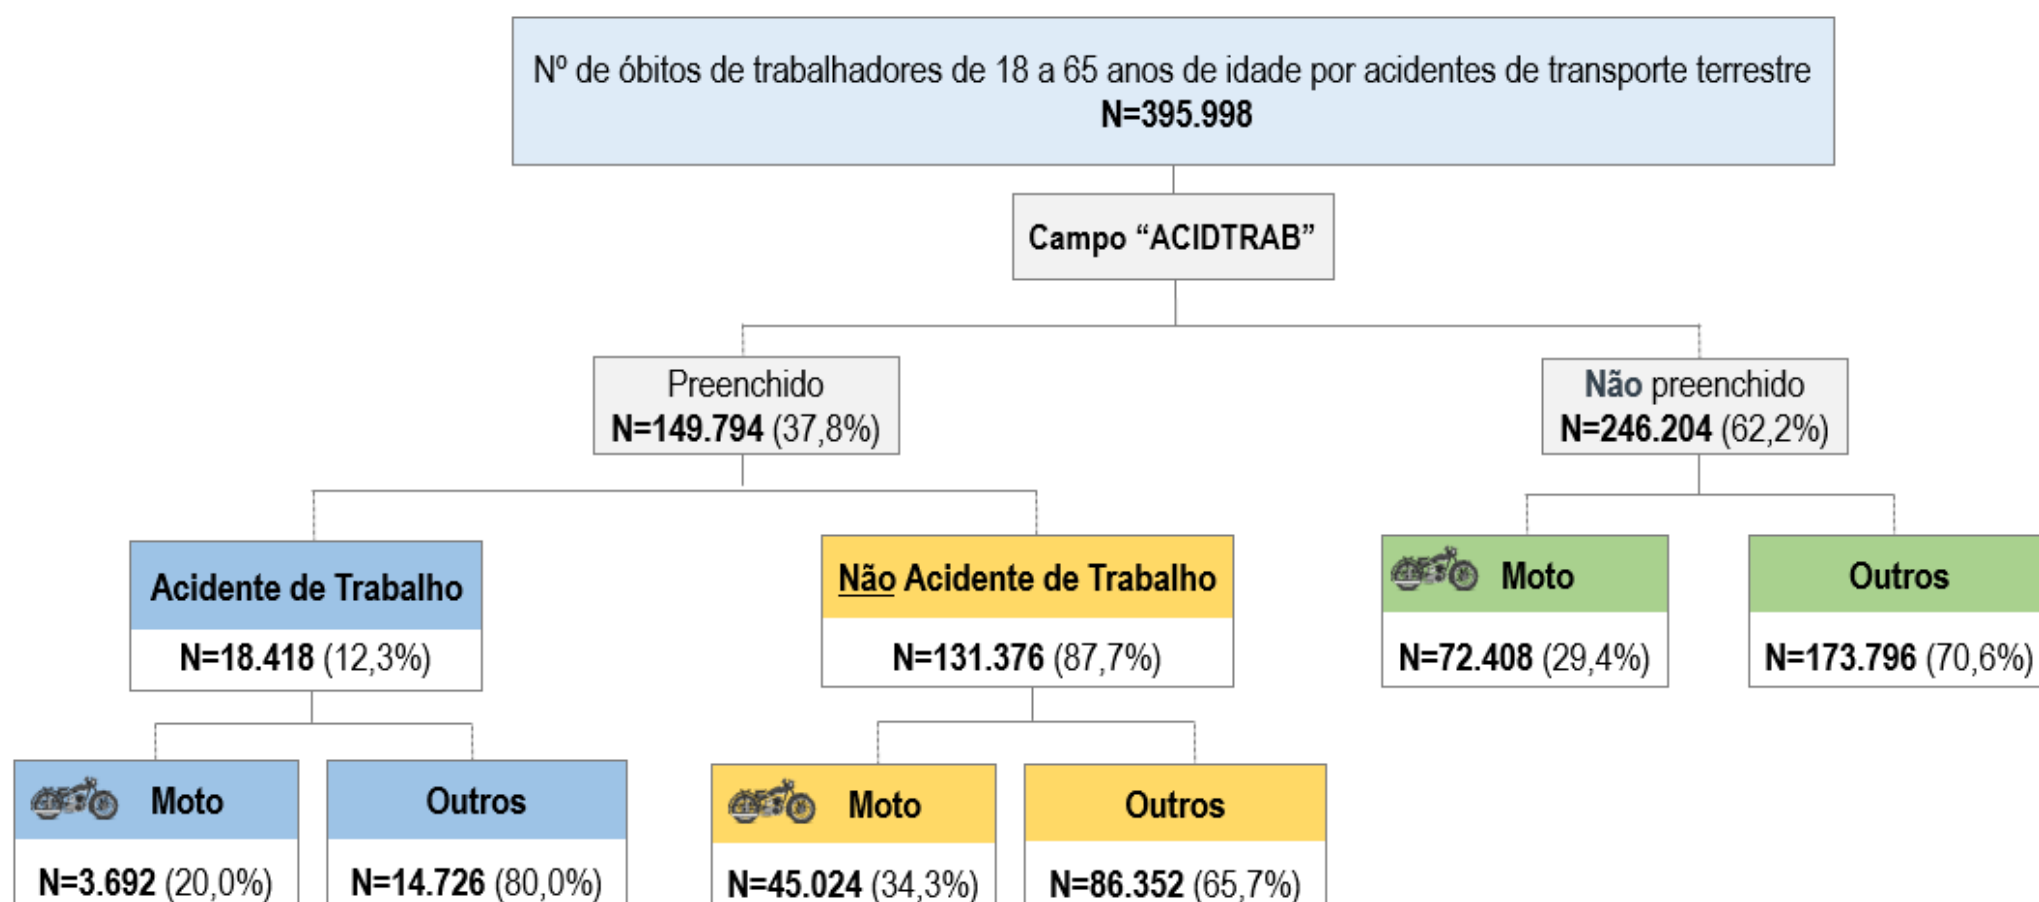 Nº de óbitos de trabalhadores de 18 a 65 anos de idade por acidentes de transporte terrestre
N=395.998
Campo “ACIDTRAB”
Preenchido
N=149.794 (37,8%)
Não preenchido
N=246.204 (62,2%)
Acidente de Trabalho
N=18.418 (12,3%)
Não Acidente de Trabalho
N=131.376 (87,7%)
Moto
N=72.408 (29,4%)
Outros
N=173.796 (70,6%)
Moto
N=3.692 (20,0%)
Outros
N=14.726 (80,0%)
Moto
N=45.024 (34,3%)
Outros
N=86.352 (65,7%)